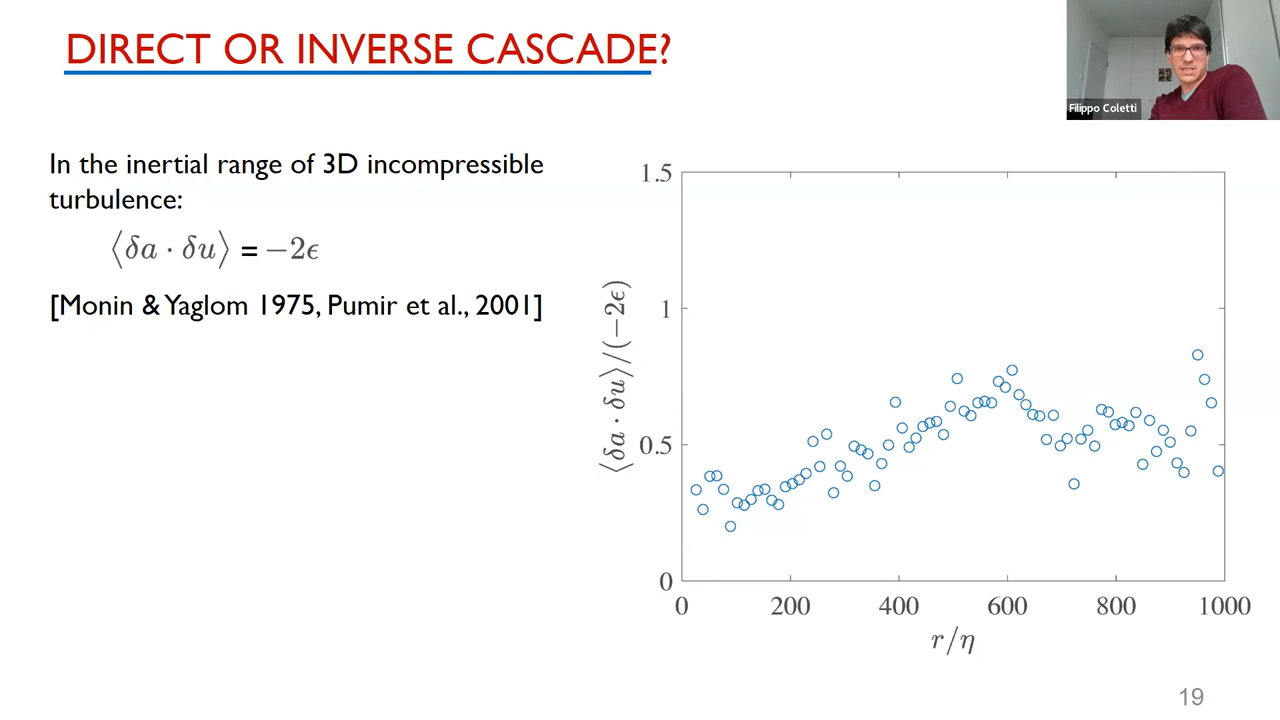 DIRECT OR INVERSE CASCADE?
Filippo Coletti
In the inertial range of 3D incompressible
turbulence:
⟨δa · δu⟩ = −2ϵ
[Monin & Yaglom 1975, Pumir et al., 2001]
⟨δa · δu⟩/(−2ϵ)
1.5
1
0.5
0
0 200 400 600 800 1000
r/η
19